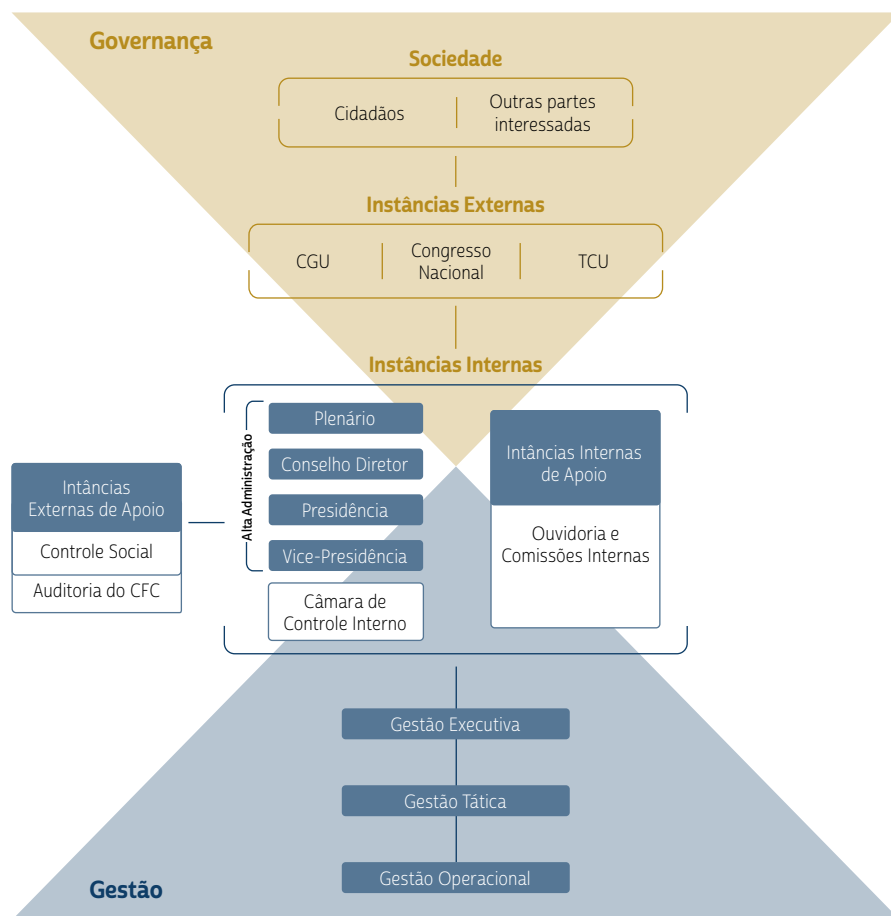 Governança
Sociedade
Cidadãos
Outras partes
interessadas
Instâncias Externas
CGU
Congresso
Nacional
TCU
Instâncias Internas
Intâncias
Externas de Apoio
Controle Social
Auditoria do CFC
Alta Administração
Plenário
Conselho Diretor
Presidência
Vice-Presidência
Câmara de
Controle Interno
Intâncias Internas
de Apoio
Ouvidoria e
Comissões Internas
Gestão Executiva
Gestão Tática
Gestão Operacional
Gestão